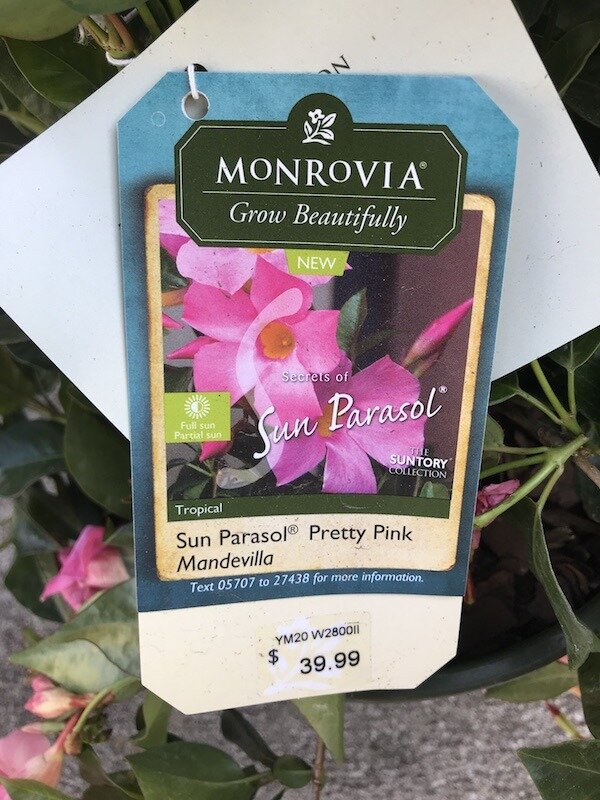 ON
MONROVIA®
Grow Beautifully
NEW
Secrets of
Sun Parasol®
Full sun
Partial sun
THE
SUNTORY
COLLECTION
Tropical
Sun Parasol® Pretty Pink
Mandevilla
Text 05707 to 27438 for more information.
YM20 W2800II
$ 39.99